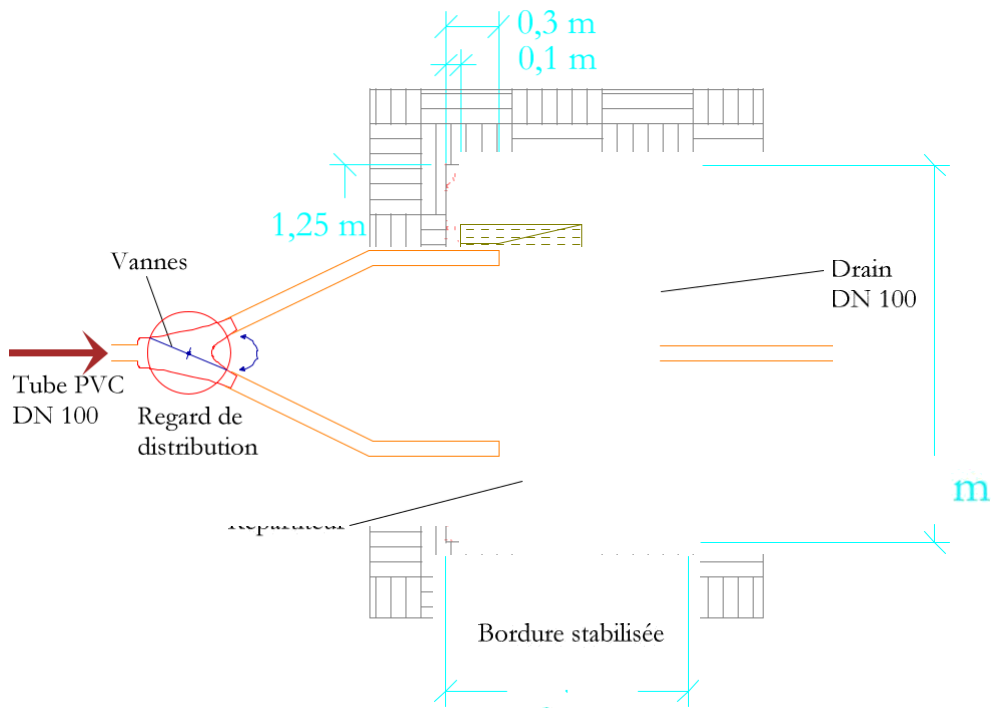 0,3 m
0,1 m
1,25 m
Vannes
Drain
DN 100
Tube PVC
DN 100
Regard de
distribution
m
Bordure stabilisée